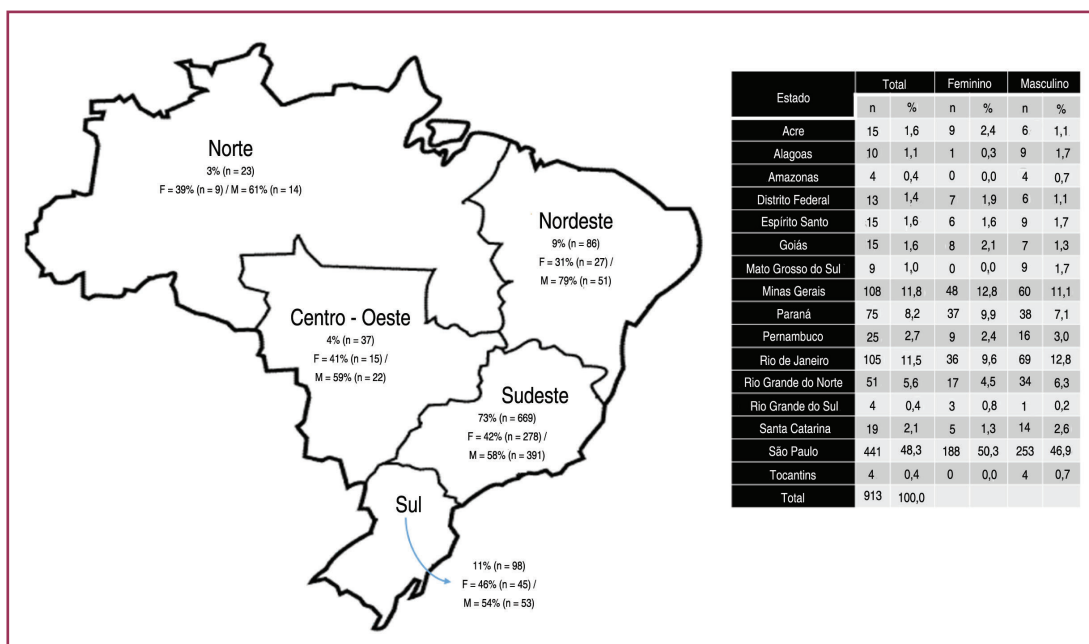 Norte
3% (n = 23)
F = 39% (n = 9) / M = 61% (n = 14)
Nordeste
9% (n = 86)
F = 31% (n = 27) /
M = 79% (n = 51)
Centro - Oeste
4% (n = 37)
F = 41% (n = 15) /
M = 59% (n = 22)
Sudeste
73% (n = 669)
F = 42% (n = 278) /
M = 58% (n = 391)
Sul
11% (n = 98)
F = 46% (n = 45) /
M = 54% (n = 53)
Estado Total Feminino Masculino
n % n % n %
Acre 15 1,6 9 2,4 6 1,1
Alagoas 10 1,1 1 0,3 9 1,7
Amazonas 4 0,4 0 0,0 4 0,7
Distrito Federal 13 1,4 7 1,9 6 1,1
Espírito Santo 15 1,6 6 1,6 9 1,7
Goiás 15 1,6 8 2,1 7 1,3
Mato Grosso do Sul 9 1,0 0 0,0 9 1,7
Minas Gerais 108 11,8 48 12,8 60 11,1
Paraná 75 8,2 37 9,9 38 7,1
Pernambuco 25 2,7 9 2,4 16 3,0
Rio de Janeiro 105 11,5 36 9,6 69 12,8
Rio Grande do Norte 51 5,6 17 4,5 34 6,3
Rio Grande do Sul 4 0,4 3 0,8 1 0,2
Santa Catarina 19 2,1 5 1,3 14 2,6
São Paulo 441 48,3 188 50,3 253 46,9
Tocantins 4 0,4 0 0,0 4 0,7
Total 913 100,0